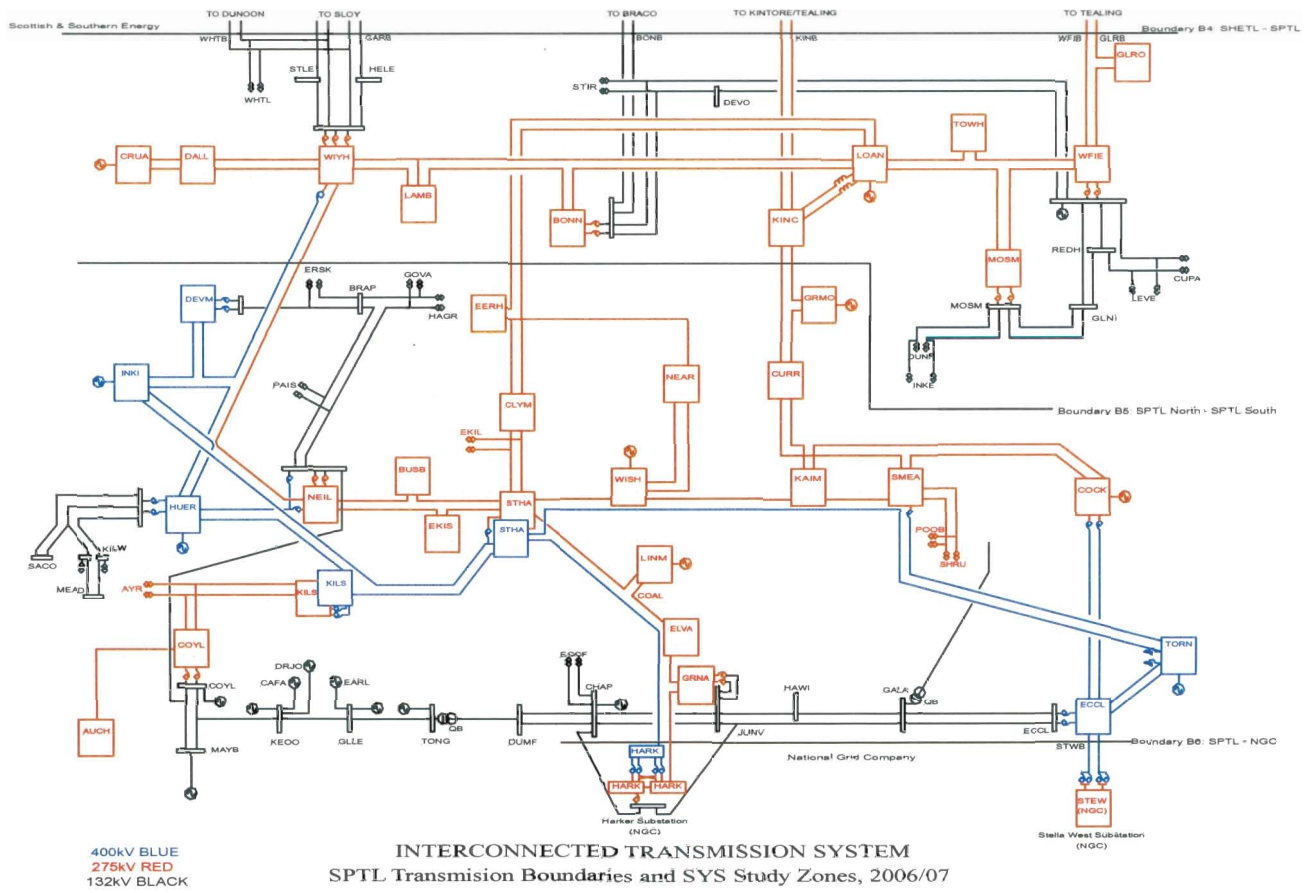 TO DUNOON
TO SLOY
TO BRACO
TO KINTORE/TEALING
TO TEALING
Scottish & Southern Energy
Boundary B4: SHETL - SPTL
WHTB
GARB
BONB
KINB
WFIB
GLRB
GLRO
STLE
HELE
WHTL
STIR
DEVO
TOWH
CRUA
DALL
WIYH
LAMB
BONN
LOAN
WFIE
KINC
REDH
MOSM
CUPA
LEVE
ERSK
GOVA
BRAP
HAGR
DEVM
EERH
GRMO
MOSM
GLNI
DUNF
INKE
INKI
PAIS
NEAR
CURR
CLYM
Boundary B5: SPTL North - SPTL South
EKIL
BUSB
WISH
KAIM
SMEA
COCK
HUER
NEIL
STHA
EKIS
STHA
POOB
SHRU
KILW
SACO
MEAD
LINM
COAL
AYR
KILS
KILS
ELVA
COYL
TORN
GRNA
DRJO
CAFA
EARL
ECCF
CHAP
HAWI
GALA
QB
ECCL
COYL
AUCH
MAYB
KEOO
GLLE
TONG
QB
DUMF
JUNV
ECCL
STWB
Boundary B6: SPTL - NGC
HARK
National Grid Company
HARK
HARK
STEW
(NGC)
Harker Substation
(NGC)
Stella West Substation
(NGC)
400kV BLUE
275kV RED
132kV BLACK
INTERCONNECTED TRANSMISSION SYSTEM
SPTL Transmision Boundaries and SYS Study Zones, 2006/07